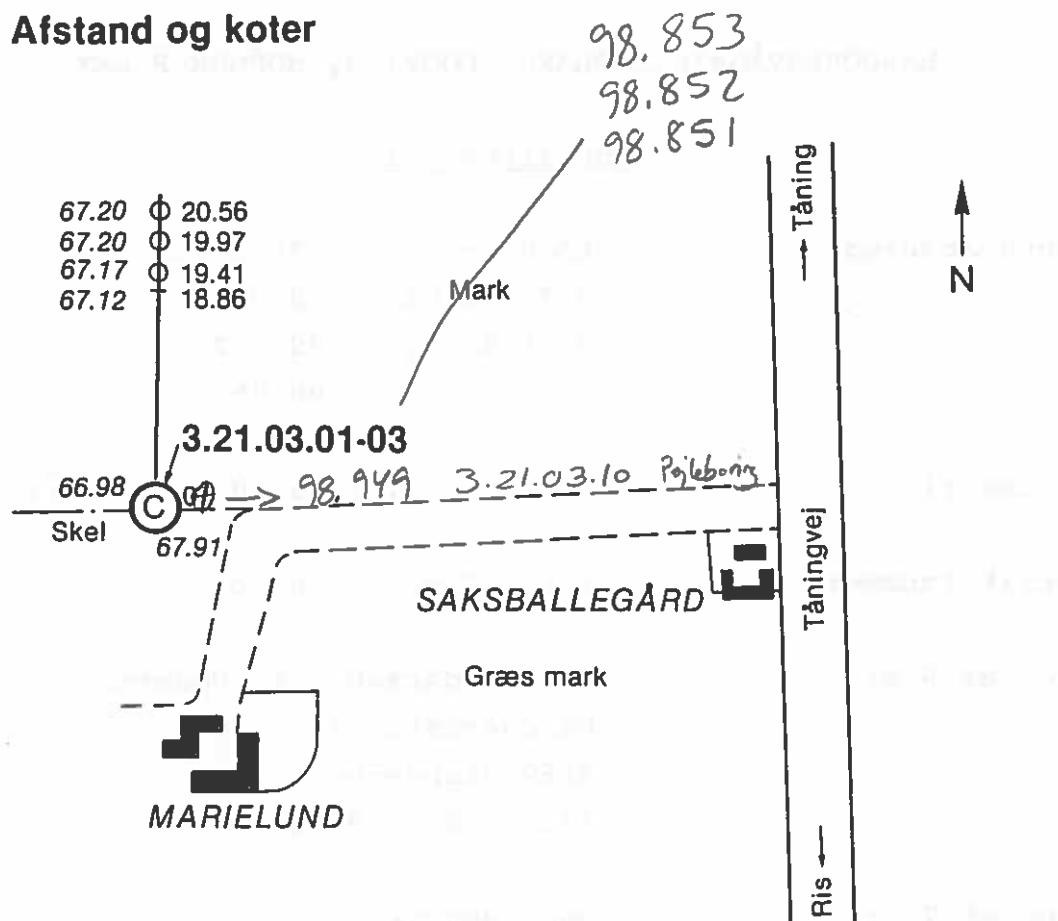 Afstand og koter
98.853
98.852
98.851
67.20 20.56
67.20 19.97
67.17 19.41
67.12 18.86
Mark
Tåning
N
3.21.03.01-03
66.98 C 98.949 3.21.03.10 Pejleboring
Skel
67.91
SAKSBALLEGÅRD
Tåningvej
Græs mark
MARIELUND
Ris